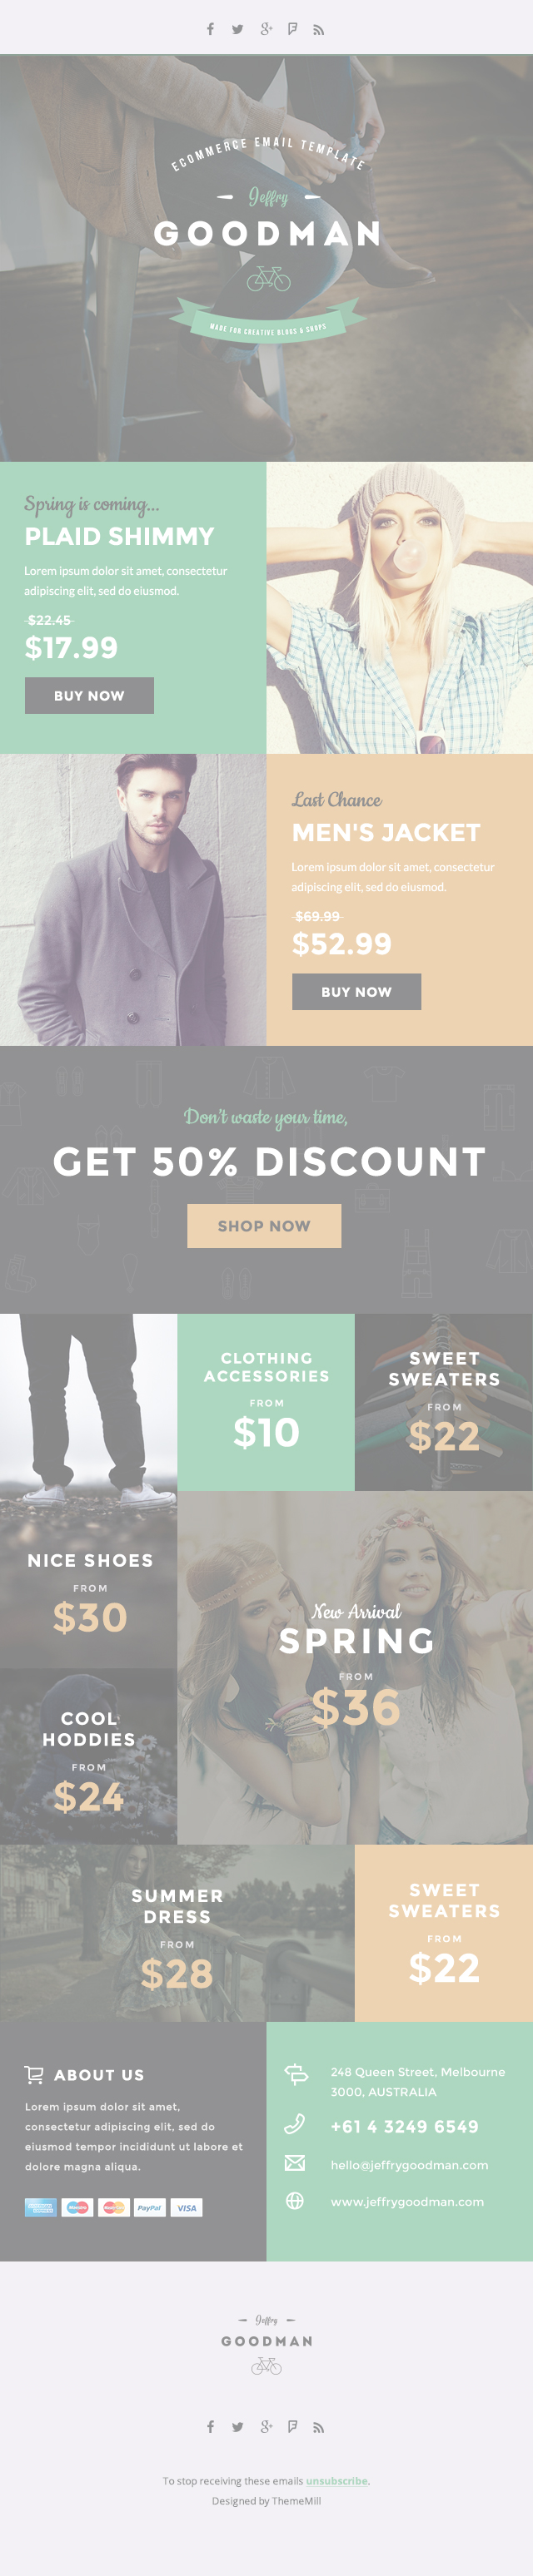 ECOMMERCE EMAIL TEMPLATE
Jeffry
GOODMAN
MADE FOR CREATIVE BLOGS & SHOPS
Spring is coming...
PLAID SHIMMY
Lorem ipsum dolor sit amet, consectetur
adipiscing elit, sed do eiusmod.
$22.45
$17.99
BUY NOW
Last Chance
MEN'S JACKET
Lorem ipsum dolor sit amet, consectetur
adipiscing elit, sed do eiusmod.
$69.99
$52.99
BUY NOW
Don't waste your time,
GET 50% DISCOUNT
SHOP NOW
CLOTHING
ACCESSORIES
FROM
$10
SWEET
SWEATERS
FROM
$22
NICE SHOES
FROM
$30
New Arrival
SPRING
FROM
$36
COOL
HODDIES
FROM
$24
SUMMER
DRESS
FROM
$28
SWEET
SWEATERS
FROM
$22
ABOUT US
Lorem ipsum dolor sit amet,
consectetur adipiscing elit, sed do
eiusmod tempor incididunt ut labore et
dolore magna aliqua.
PayPal
VISA
248 Queen Street, Melbourne
3000, AUSTRALIA
+61 4 3249 6549
hello@jeffrygoodman.com
www.jeffrygoodman.com
Jeffry
GOODMAN
To stop receiving these emails unsubscribe.
Designed by ThemeMill